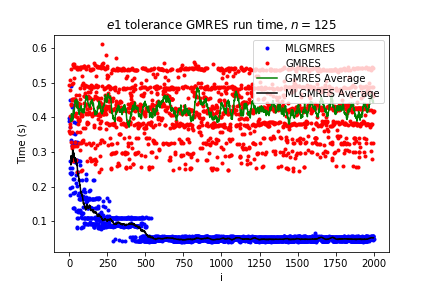 e1 tolerance GMRES run time, n = 125
MLGMRES
GMRES
GMRES Average
MLGMRES Average
Time (s)
0.6
0.5
0.4
0.3
0.2
0.1
0 250 500 750 1000 1250 1500 1750 2000
i